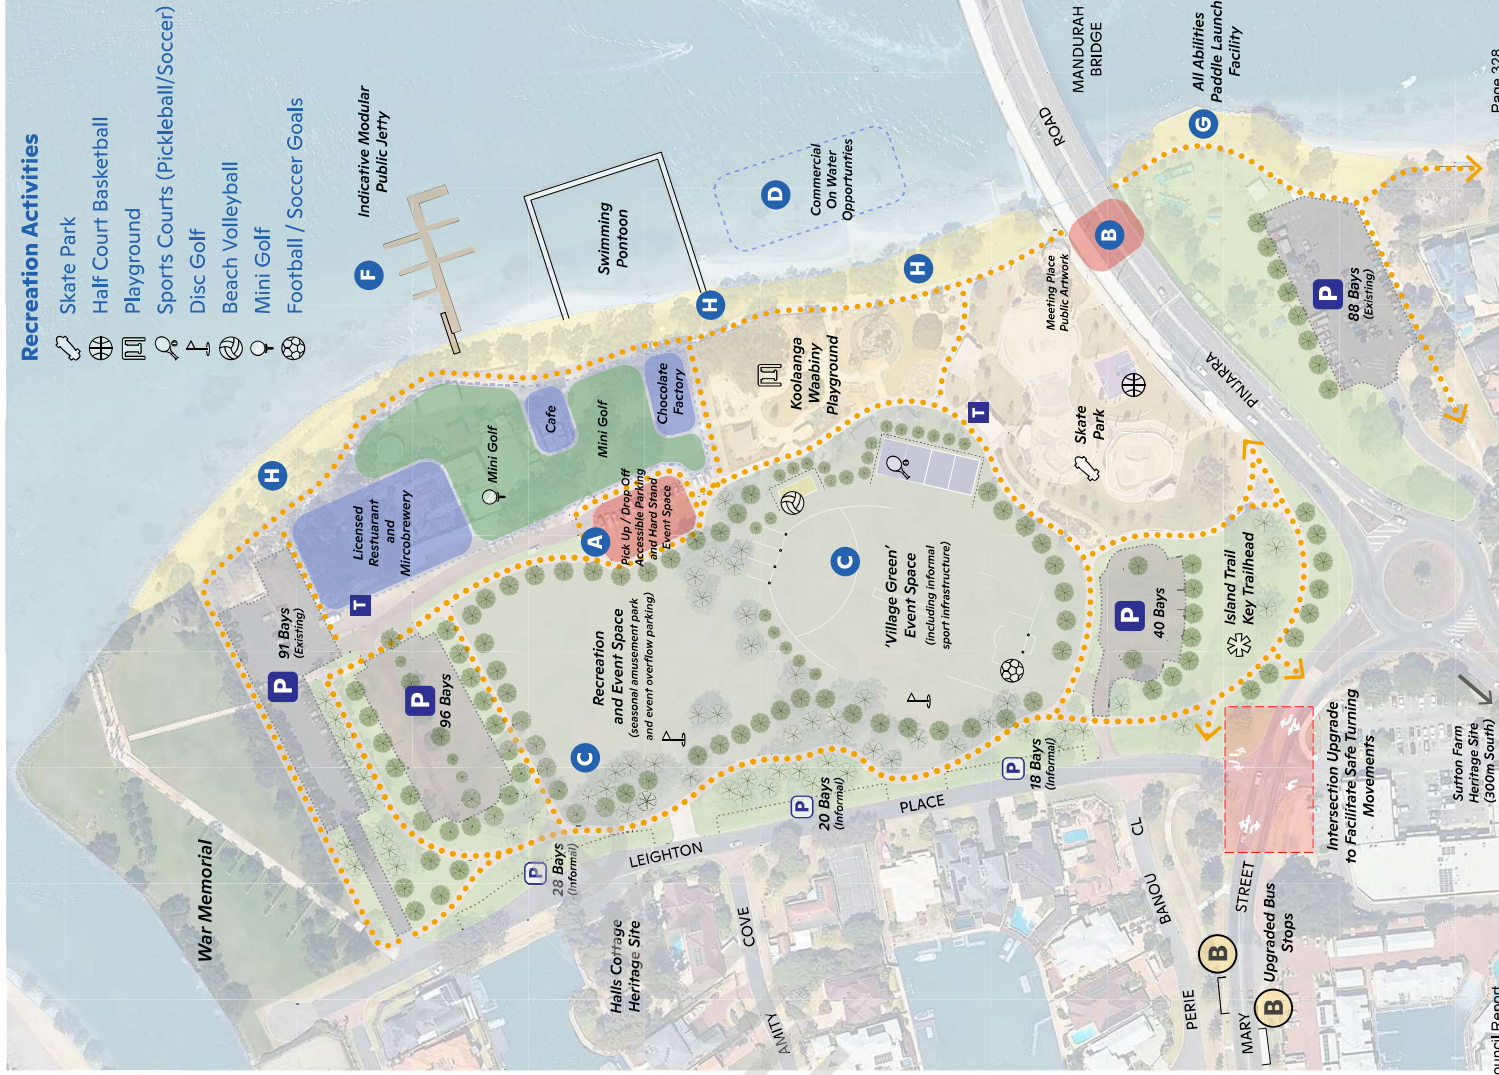 Recreation Activities
Skate Park
Half Court Basketball
Playground
Sports Courts (Pickleball/Soccer)
Disc Golf
Beach Volleyball
Mini Golf
Football / Soccer Goals
F
Indicative Modular
Public Jetty
Swimming
Pontoon
D
Commercial
On Water
Opportunties
MANDURAH
BRIDGE
ROAD
PINJARRA
All Abilities
Paddle Launch
Facility
G
Page 328
H
H
H
B
Meeting Place
Public Artwork
P
88 Bays
(Existing)
Licensed
Restuarant
and
Mircobrewery
Mini Golf
Cafe
Mini Golf
Chocolate
Factory
Koolaanga
Waabiny
Playground
T
Skate
Park
A
Pick Up / Drop Off
Accessible Parking
and Hard Stand
Event Space
T
P
91 Bays
(Existing)
P
96 Bays
Recreation
and Event Space
(seasonal amusement park
and event overflow parking)
C
C
'Village Green'
Event Space
(including informal
sport infrastructure)
P
40 Bays
Island Trail
Key Trailhead
War Memorial
P
28 Bays
(Informal)
P
20 Bays
(Informal)
P
18 Bays
(Informal)
LEIGHTON
PLACE
Halls Cottage
Heritage Site
COVE
AMITY
CL
BANOU
PERIE
STREET
MARY
B
B
Upgraded Bus
Stops
Intersection Upgrade
to Facilitate Safe Turning
Movements
Sutton Farm
Heritage Site
(300m South)
Report